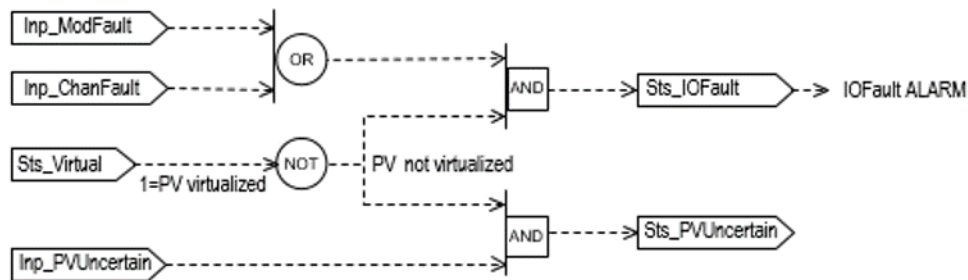 Inp_ModFault
OR
Inp_ChanFault
AND
Sts_IOFault
IOFault ALARM
Sts_Virtual
1=PV virtualized
NOT
PV not virtualized
AND
Sts_PVUncertain
Inp_PVUncertain